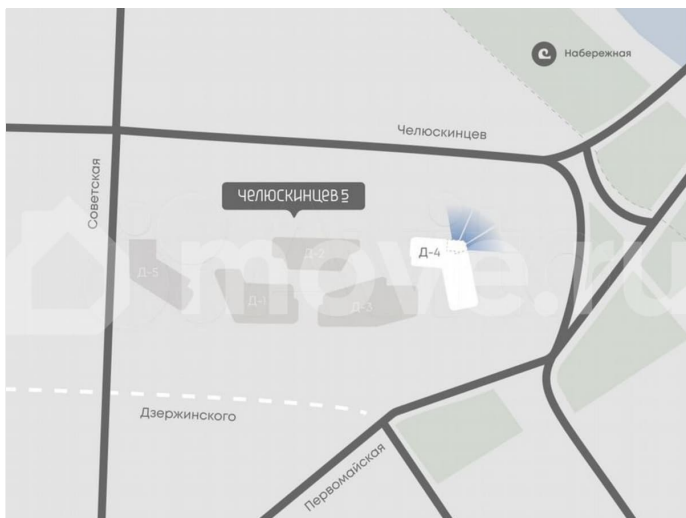 Набережная
Челюскинцев
Советская
ЧЕЛЮСКИНЦЕВ 5
Д-4
Д-2
Д-5
Д-1
Д-3
move.ru
Дзержинского
Первомайская